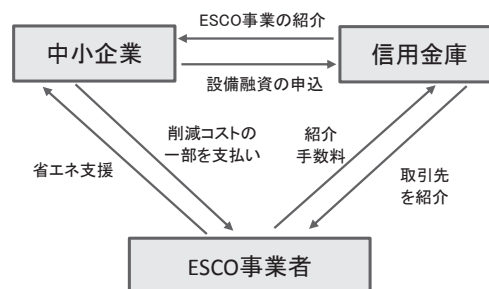 ESCO事業の紹介
中小企業
信用金庫
設備融資の申込
削減コストの
一部を支払い
紹介
手数料
省エネ支援
取引先
を紹介
ESCO事業者